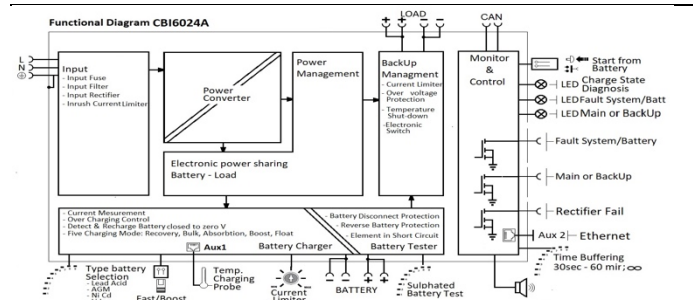 Functional Diagram CBI6024A
LOAD
CAN
+ + - -
L
N
Input
- Input Fuse
- Input Filter
- Input Rectifier
- Inrush Current Limiter
Power
Converter
Power
Management
BackUp
Managment
- Current Limiter
- Over voltage
Protection
- Temperature
Shut-down
-Electronic
Switch
Monitor
&
Control
Start from
Battery
LED Charge State
Diagnosis
LED Fault System/Batt
LED Main or BackUp
Fault System/Battery
Main or BackUp
Rectifier Fail
Aux 2 Ethernet
Time Buffering
30sec - 60 mir; ∞
Electronic power sharing
Battery - Load
- Current Mesurement
- Over Charging Control
- Detect & Recharge Battery closed to zero V
- Five Charging Mode: Recovery, Bulk, Absorbtion, Boost, Float
Aux1
Battery Charger
- Battery Disconnect Protection
- Reverse Battery Protection
- Element in Short Circuit
Battery Tester
Type battery
Selection
- Lead Acid
- AGM
- Ni Cd
Fast/Boost
Temp.
Charging
Probe
Current
Limiter
- - + +
BATTERY
Sulphated
Battery Test